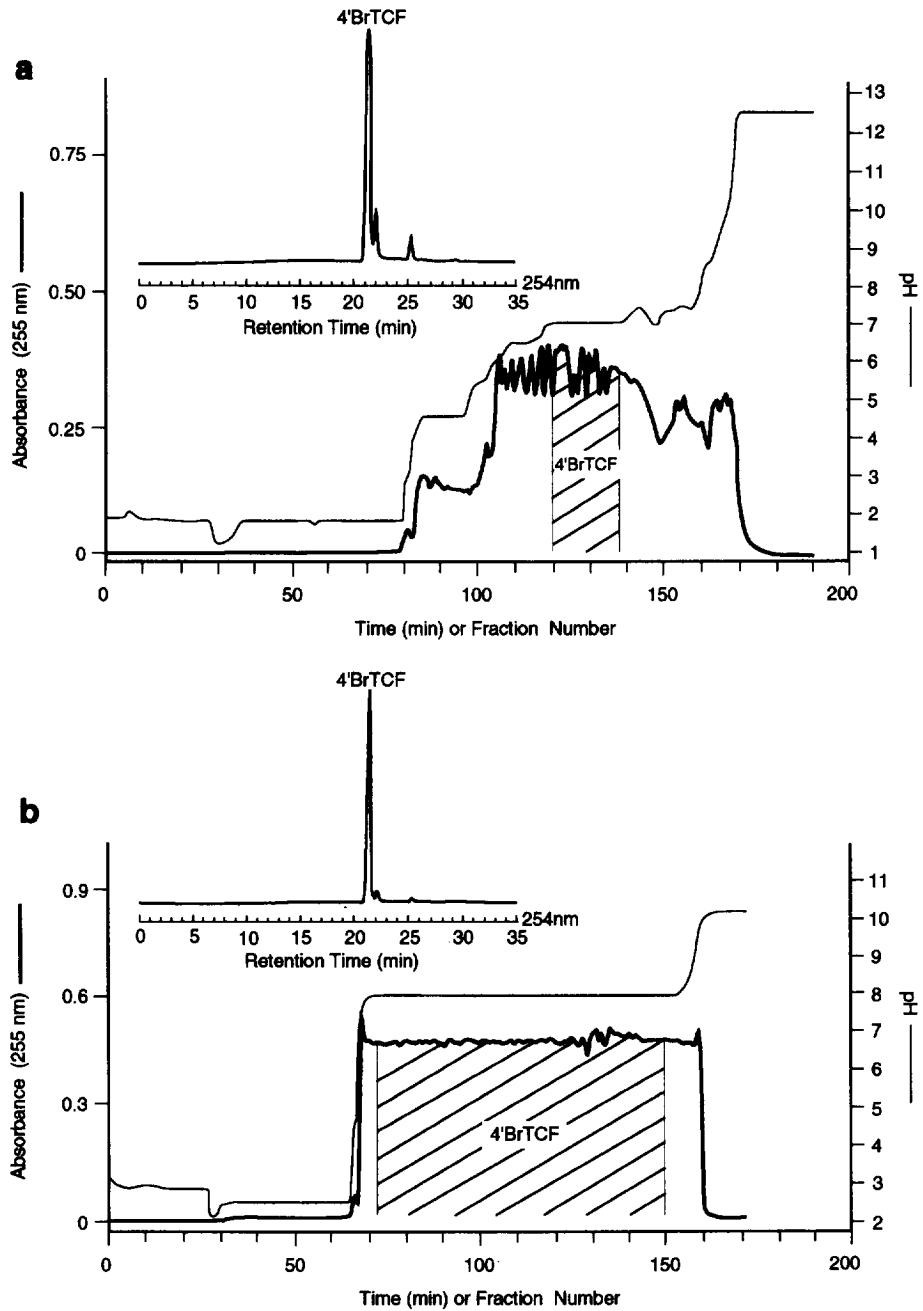 4'BrTCF
a
13
12
11
10
9
8
7
6
5
4
3
2
1
0.75
0.50
0.25
0
Absorbance (255 nm)
pH
0 5 10 15 20 25 30 35
254nm
Retention Time (min)
4'BrTCF
0 50 100 150 200
Time (min) or Fraction Number
4'BrTCF
b
11
10
9
8
7
6
5
4
3
2
0.9
0.6
0.3
0
Absorbance (255 nm)
pH
0 5 10 15 20 25 30 35
254nm
Retention Time (min)
4'BrTCF
0 50 100 150 200
Time (min) or Fraction Number